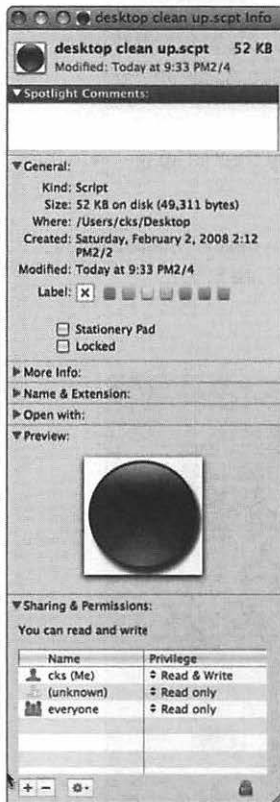 desktop clean up.scpt Info
desktop clean up.scpt 52 KB
Modified: Today at 9:33 PM2/4
Spotlight Comments:
General:
Kind: Script
Size: 52 KB on disk (49,311 bytes)
Where: /Users/cks/Desktop
Created: Saturday, February 2, 2008 2:12
PM2/2
Modified: Today at 9:33 PM2/4
Label:
Stationery Pad
Locked
More Info:
Name & Extension:
Open with:
Preview:
Sharing & Permissions:
You can read and write
Name Privilege
cks (Me) Read & Write
(unknown) Read only
everyone Read only